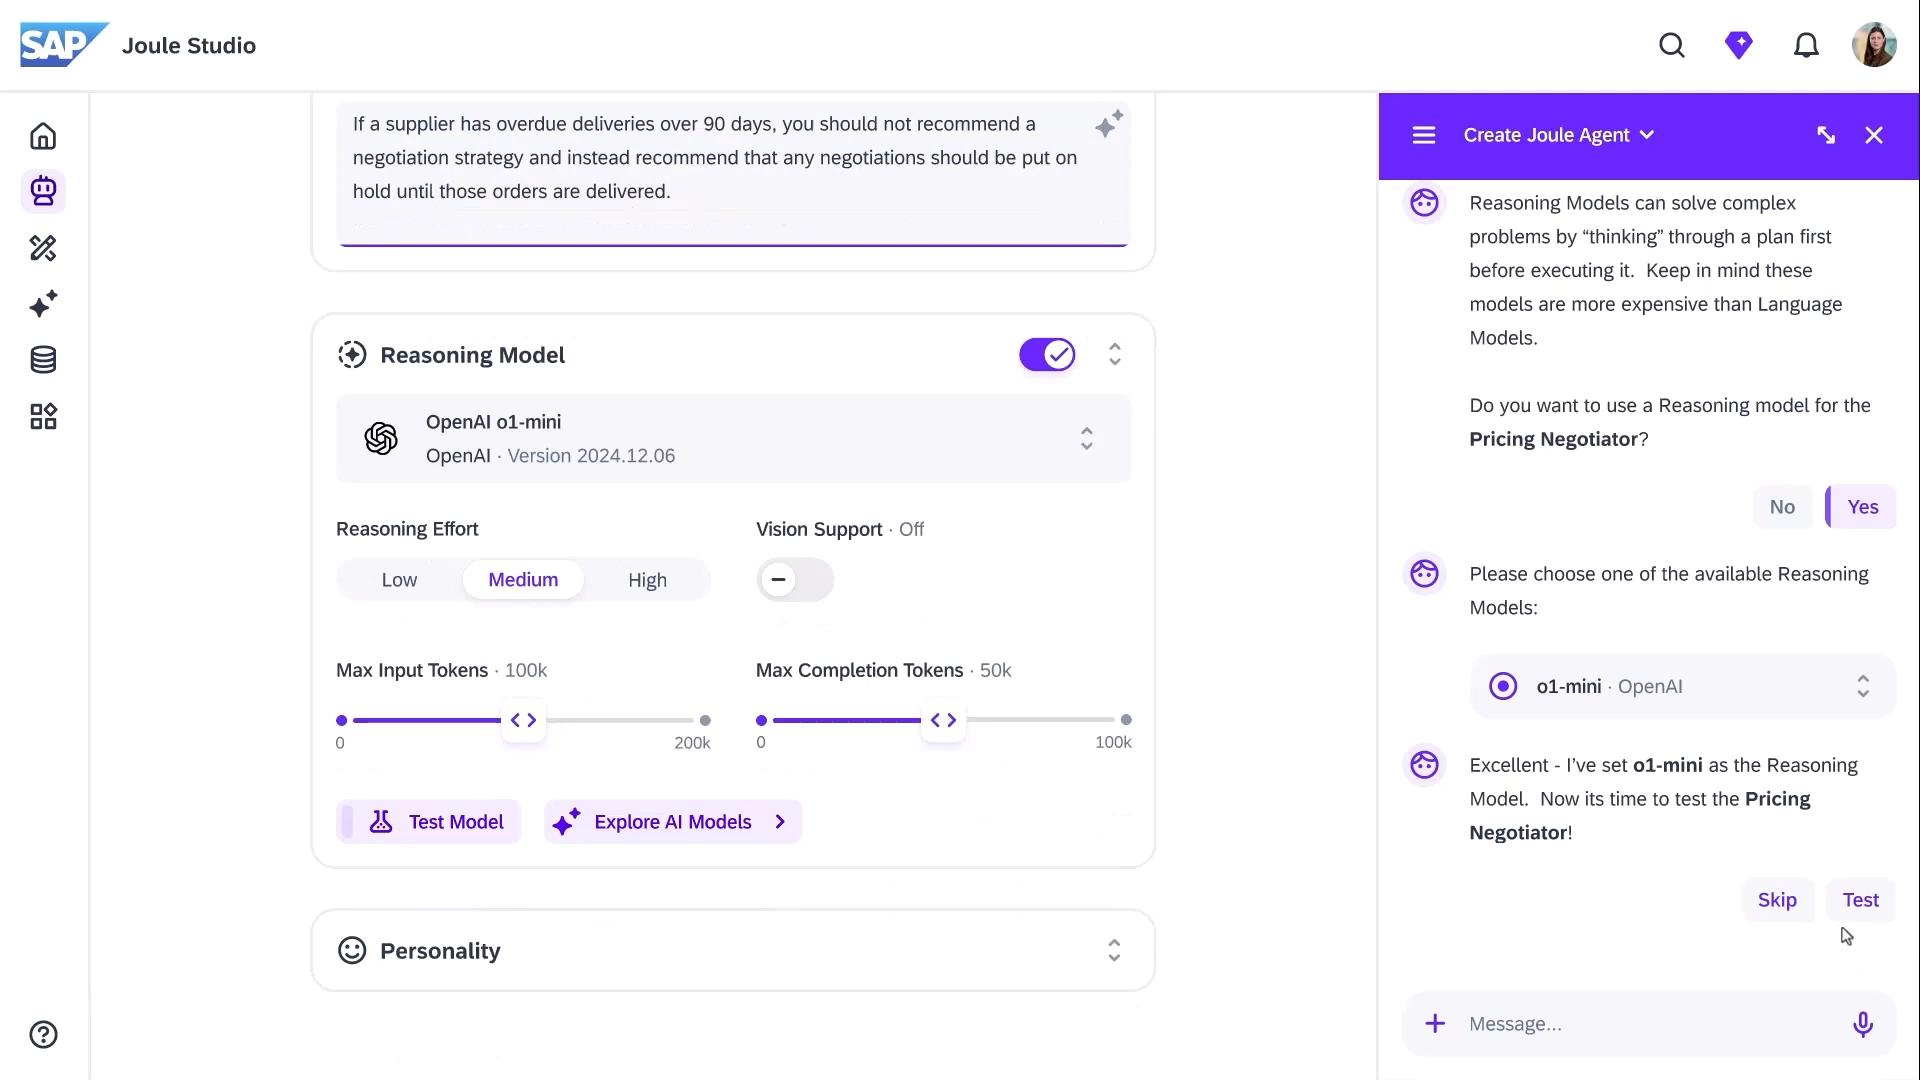 SAP Joule Studio
If a supplier has overdue deliveries over 90 days, you should not recommend a
negotiation strategy and instead recommend that any negotiations should be put on
hold until those orders are delivered.
Reasoning Model
OpenAI o1-mini
OpenAI · Version 2024.12.06
Reasoning Effort
Low Medium High
Vision Support · Off
Max Input Tokens · 100k
0 200k
Max Completion Tokens · 50k
0 100k
Test Model
Explore AI Models
Personality
Create Joule Agent
Reasoning Models can solve complex
problems by “thinking” through a plan first
before executing it.  Keep in mind these
models are more expensive than Language
Models.
Do you want to use a Reasoning model for the
Pricing Negotiator?
No Yes
Please choose one of the available Reasoning
Models:
o1-mini · OpenAI
Excellent - I’ve set o1-mini as the Reasoning
Model.  Now its time to test the Pricing
Negotiator!
Skip Test
Message...